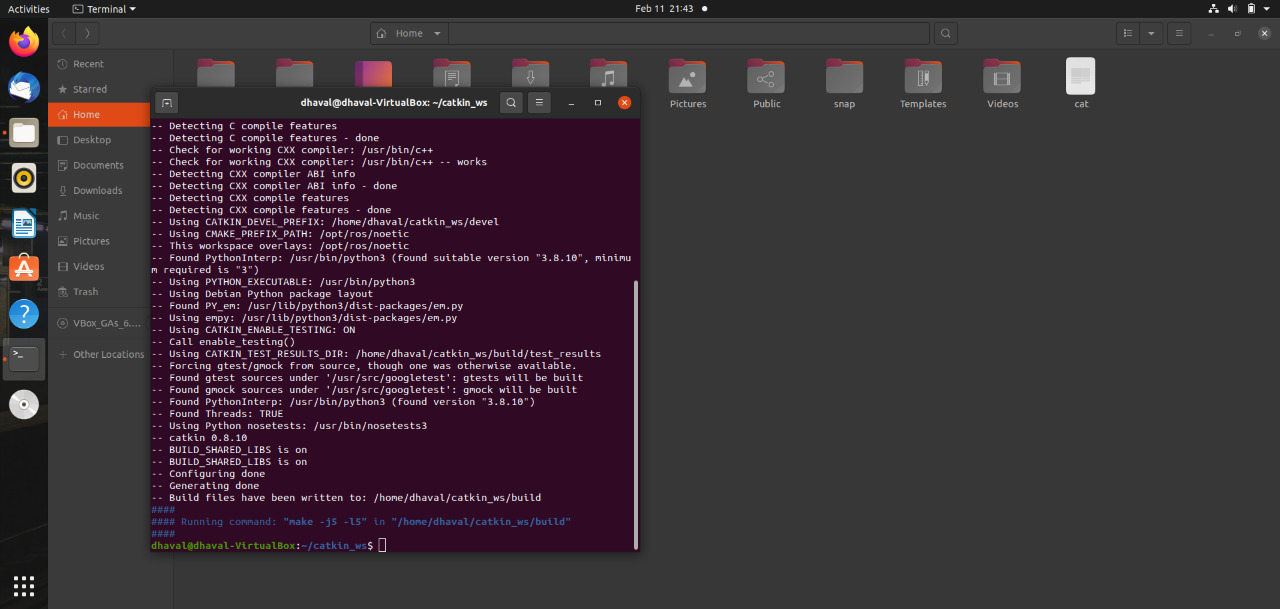 Activities
Terminal
Feb 11 21:43
Home
Recent
Starred
Home
Desktop
Documents
Downloads
Music
Pictures
Videos
Trash
VBox_GAs_6....
+ Other Locations
Pictures
Public
snap
Templates
Videos
cat
dhaval@dhaval-VirtualBox: ~/catkin_ws
-- Detecting C compile features
-- Detecting C compile features - done
-- Check for working CXX compiler: /usr/bin/c++
-- Check for working CXX compiler: /usr/bin/c++ -- works
-- Detecting CXX compiler ABI info
-- Detecting CXX compiler ABI info - done
-- Detecting CXX compile features
-- Detecting CXX compile features - done
-- Using CATKIN_DEVEL_PREFIX: /home/dhaval/catkin_ws/devel
-- Using CMAKE_PREFIX_PATH: /opt/ros/noetic
-- This workspace overlays: /opt/ros/noetic
-- Found PythonInterp: /usr/bin/python3 (found suitable version "3.8.10", minimu
m required is "3")
-- Using PYTHON_EXECUTABLE: /usr/bin/python3
-- Using Debian Python package layout
-- Found PY_em: /usr/lib/python3/dist-packages/em.py
-- Using empy: /usr/lib/python3/dist-packages/em.py
-- Using CATKIN_ENABLE_TESTING: ON
-- Call enable_testing()
-- Using CATKIN_TEST_RESULTS_DIR: /home/dhaval/catkin_ws/build/test_results
-- Forcing gtest/gmock from source, though one was otherwise available.
-- Found gtest sources under '/usr/src/googletest': gtests will be built
-- Found gmock sources under '/usr/src/googletest': gmock will be built
-- Found PythonInterp: /usr/bin/python3 (found version "3.8.10")
-- Found Threads: TRUE
-- Using Python nosetests: /usr/bin/nosetests3
-- catkin 0.8.10
-- BUILD_SHARED_LIBS is on
-- BUILD_SHARED_LIBS is on
-- Configuring done
-- Generating done
-- Build files have been written to: /home/dhaval/catkin_ws/build
####
#### Running command: "make -j5 -l5" in "/home/dhaval/catkin_ws/build"
####
dhaval@dhaval-VirtualBox:~/catkin_ws$